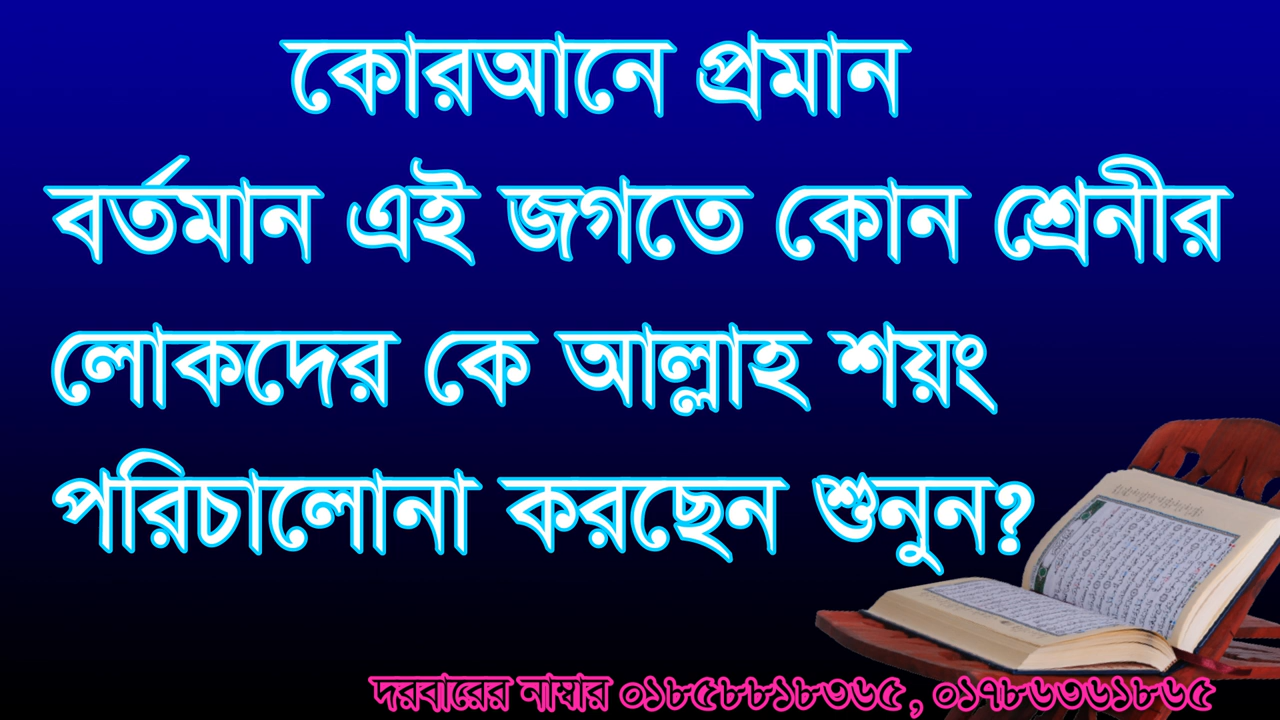 কোরআনে প্রমান
বর্তমান এই জগতে কোন শ্রেনীর
লোকদের কে আল্লাহ শয়ং
পরিচালোনা করছেন শুনুন?
দরবারের নাম্বার ০১৮৫৮৮১৮৩৬৫, ০১৭৮৬৩৬১৮৬৫